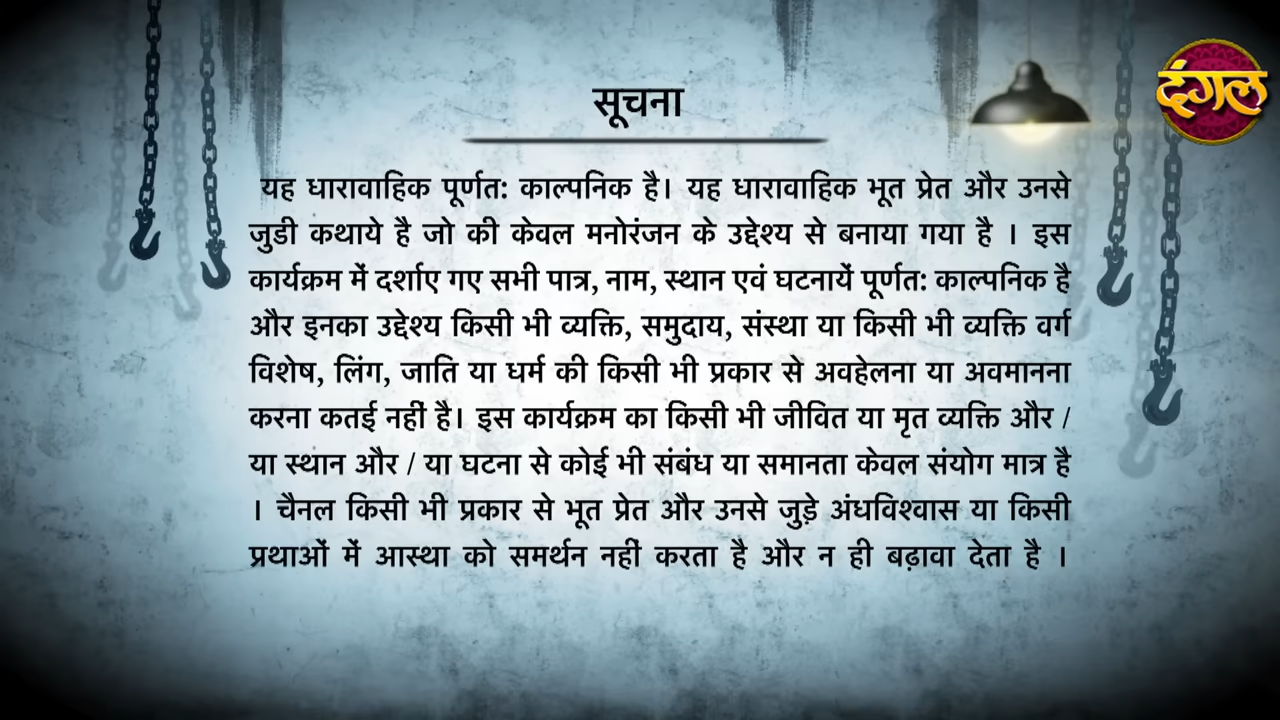 दंगल
सूचना
यह धारावाहिक पूर्णत: काल्पनिक है। यह धारावाहिक भूत प्रेत और उनसे
जुडी कथाये है जो की केवल मनोरंजन के उद्देश्य से बनाया गया है । इस
कार्यक्रम में दर्शाए गए सभी पात्र, नाम, स्थान एवं घटनायें पूर्णत: काल्पनिक है
और इनका उद्देश्य किसी भी व्यक्ति, समुदाय, संस्था या किसी भी व्यक्ति वर्ग
विशेष, लिंग, जाति या धर्म की किसी भी प्रकार से अवहेलना या अवमानना
करना कतई नहीं है। इस कार्यक्रम का किसी भी जीवित या मृत व्यक्ति और /
या स्थान और / या घटना से कोई भी संबंध या समानता केवल संयोग मात्र है
। चैनल किसी भी प्रकार से भूत प्रेत और उनसे जुड़े अंधविश्वास या किसी
प्रथाओं में आस्था को समर्थन नहीं करता है और न ही बढ़ावा देता है ।